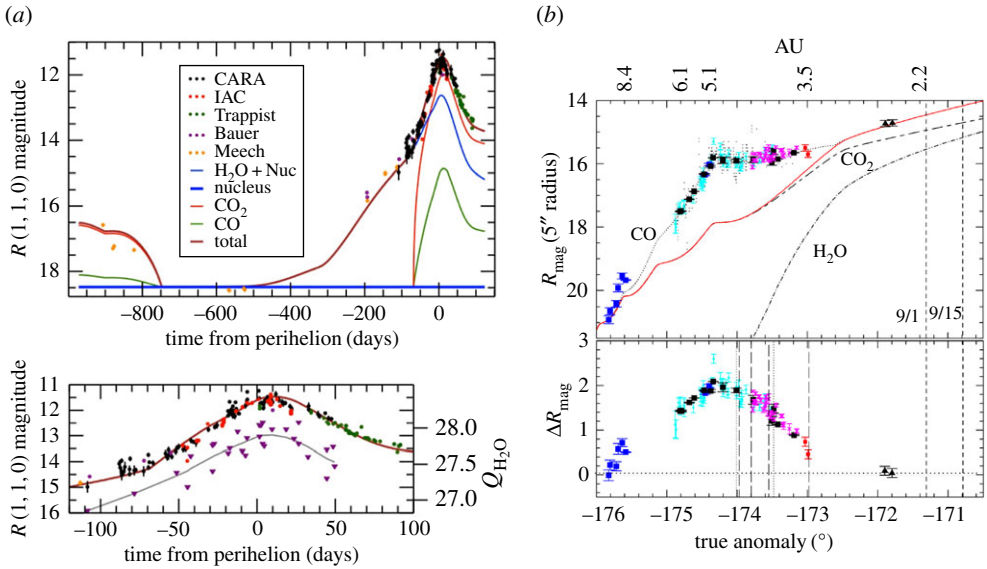 (a)
R (1, 1, 0) magnitude
12
14
16
18
CARA
IAC
Trappist
Bauer
Meech
H2O + Nuc
nucleus
CO2
CO
total
−800 −600 −400 −200 0
time from perihelion (days)
R (1, 1, 0) magnitude
11
12
13
14
15
16
28.0
27.5
27.0
QH2O
−100 −50 0 50 100
time from perihelion (days)
(b)
AU
8.4 6.1 5.1 3.5 2.2
Rmag (5″ radius)
14
16
18
20
CO
CO2
H2O
9/1 9/15
ΔRmag
3
2
1
0
−176 −175 −174 −173 −172 −171
true anomaly (°)